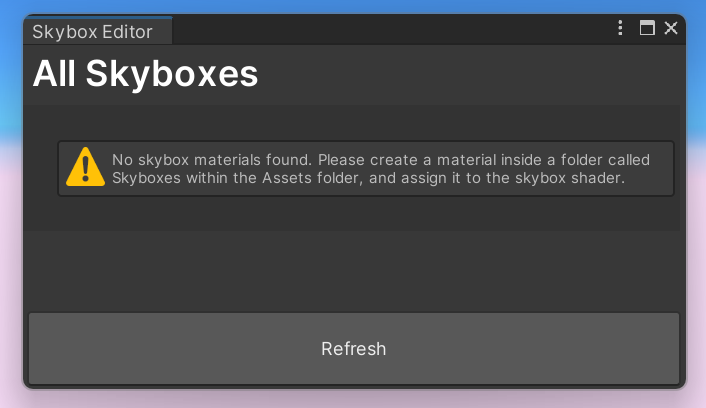 Skybox Editor
All Skyboxes
No skybox materials found. Please create a material inside a folder called
Skyboxes within the Assets folder, and assign it to the skybox shader.
Refresh